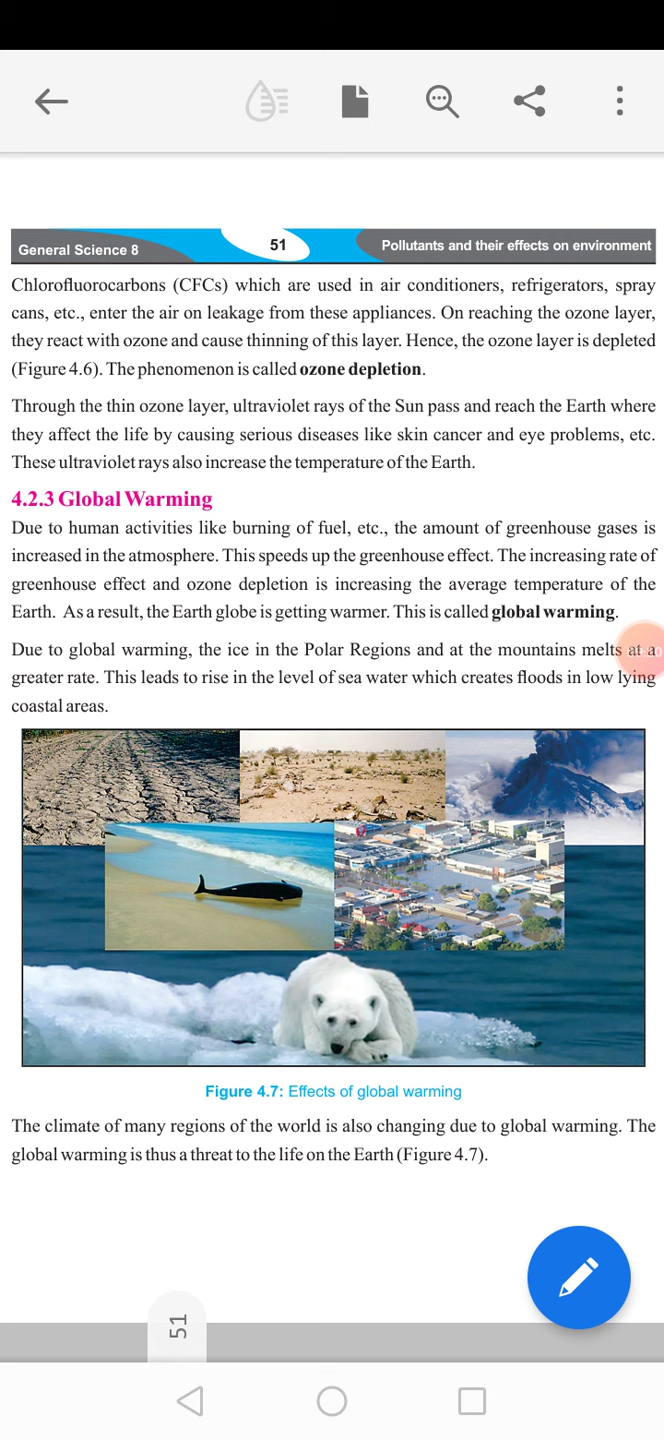 General Science 8
51
Pollutants and their effects on environment
Chlorofluorocarbons (CFCs) which are used in air conditioners, refrigerators, spray
cans, etc., enter the air on leakage from these appliances. On reaching the ozone layer,
they react with ozone and cause thinning of this layer. Hence, the ozone layer is depleted
(Figure 4.6). The phenomenon is called ozone depletion.
Through the thin ozone layer, ultraviolet rays of the Sun pass and reach the Earth where
they affect the life by causing serious diseases like skin cancer and eye problems, etc.
These ultraviolet rays also increase the temperature of the Earth.
4.2.3 Global Warming
Due to human activities like burning of fuel, etc., the amount of greenhouse gases is
increased in the atmosphere. This speeds up the greenhouse effect. The increasing rate of
greenhouse effect and ozone depletion is increasing the average temperature of the
Earth. As a result, the Earth globe is getting warmer. This is called global warming.
Due to global warming, the ice in the Polar Regions and at the mountains melts at a
greater rate. This leads to rise in the level of sea water which creates floods in low lying
coastal areas.
Figure 4.7: Effects of global warming
The climate of many regions of the world is also changing due to global warming. The
global warming is thus a threat to the life on the Earth (Figure 4.7).
51